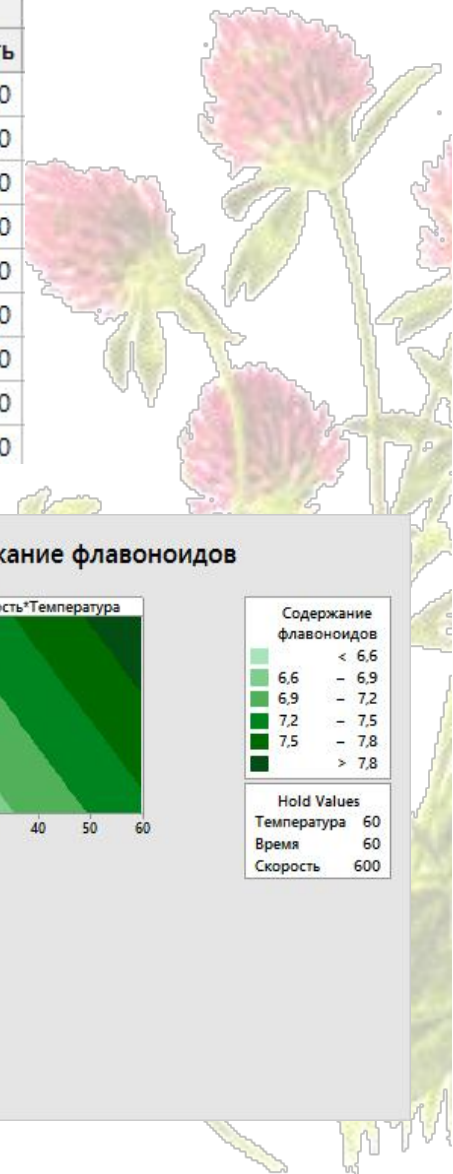 ь
0
0
0
0
0
0
0
0
0
кание флавоноидов
ость*Температура
40 50 60
Содержание
флавоноидов
< 6,6
6,6 – 6,9
6,9 – 7,2
7,2 – 7,5
7,5 – 7,8
> 7,8
Hold Values
Температура 60
Время 60
Скорость 600